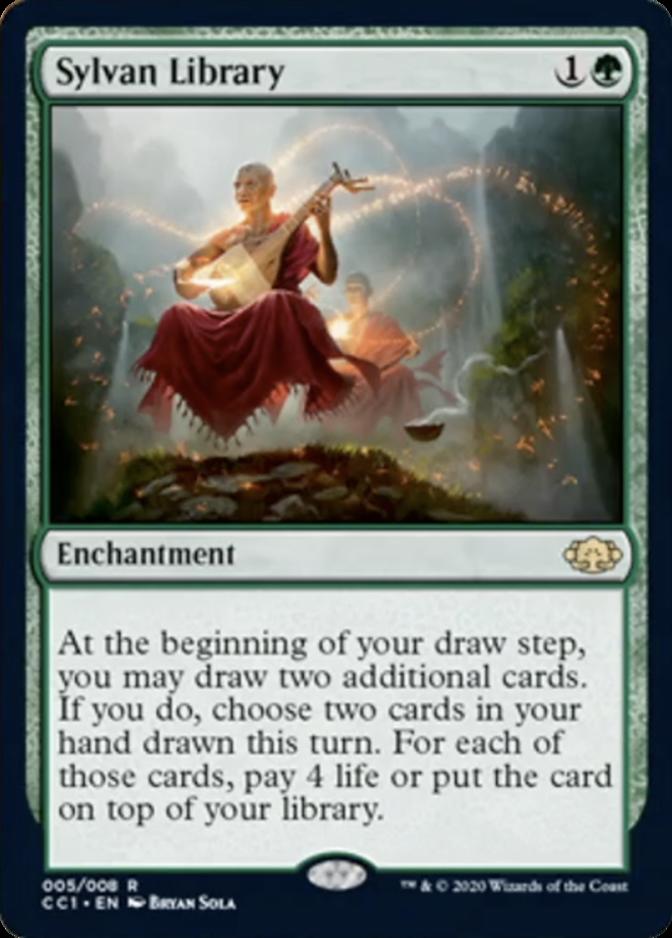 Sylvan Library 1
Enchantment
At the beginning of your draw step,
you may draw two additional cards.
If you do, choose two cards in your
hand drawn this turn. For each of
those cards, pay 4 life or put the card
on top of your library.
005/008 R
CC1 • EN Bryan Sola
™ & © 2020 Wizards of the Coast